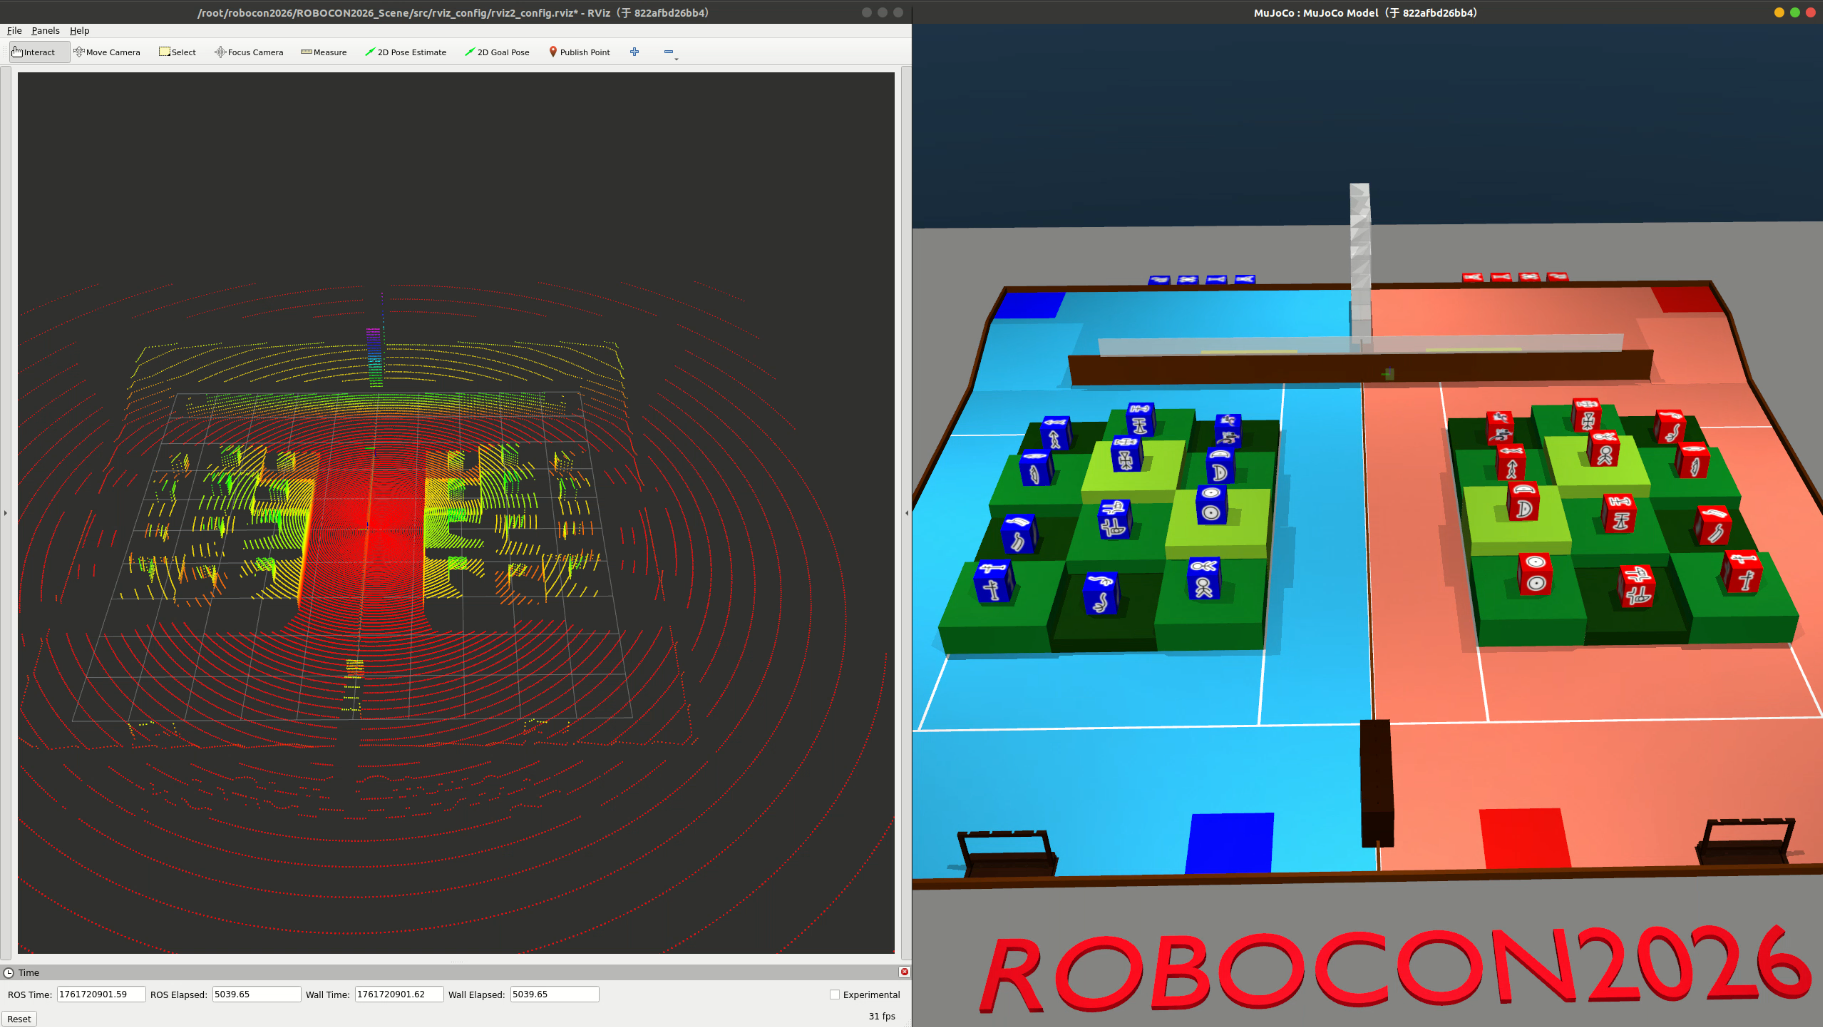 /root/robocon2026/ROBOCON2026_Scene/src/rviz_config/rviz2_config.rviz* - RViz（于 822afbd26bb4）
File Panels Help
Interact Move Camera Select Focus Camera Measure 2D Pose Estimate 2D Goal Pose Publish Point
Time
ROS Time: 1761720901.59 ROS Elapsed: 5039.65 Wall Time: 1761720901.62 Wall Elapsed: 5039.65 Experimental
Reset 31 fps
MuJoCo : MuJoCo Model（于 822afbd26bb4）
ROBOCON2026